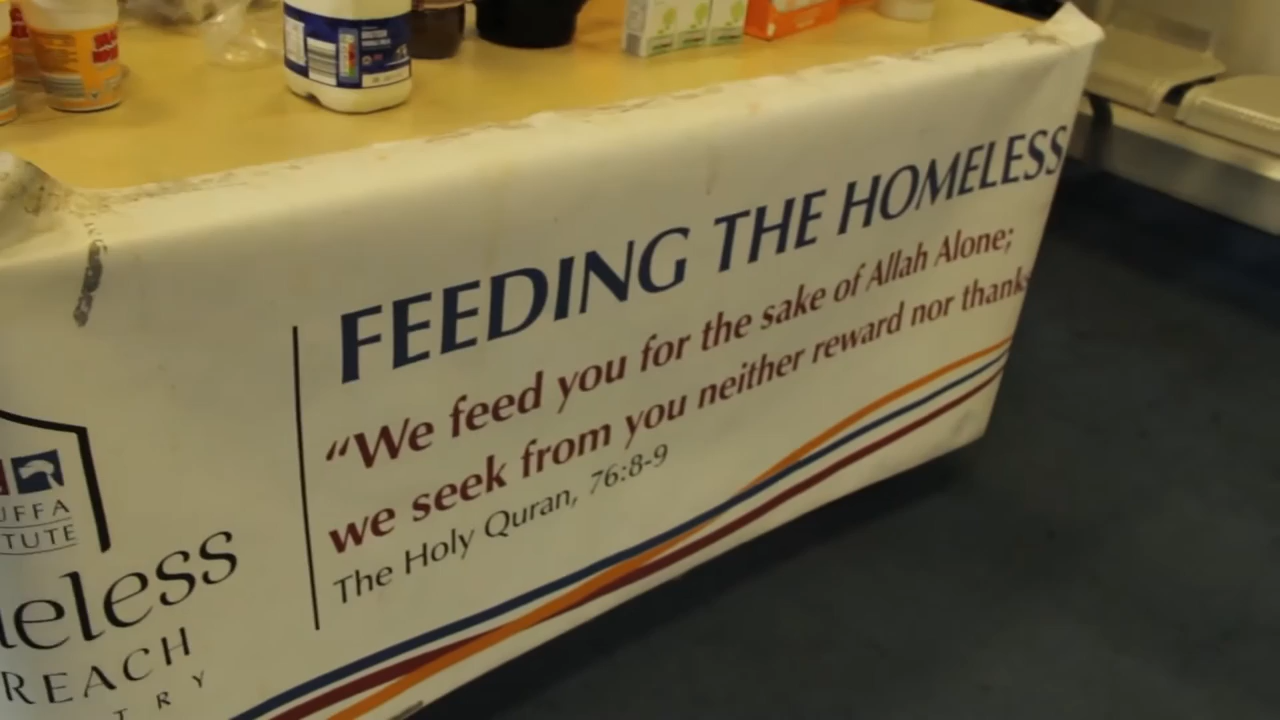 FEEDING THE HOMELESS
“We feed you for the sake of Allah Alone;
we seek from you neither reward nor thanks
The Holy Quran, 76:8-9
UFFA
TUTE
eless
REACH
TRY